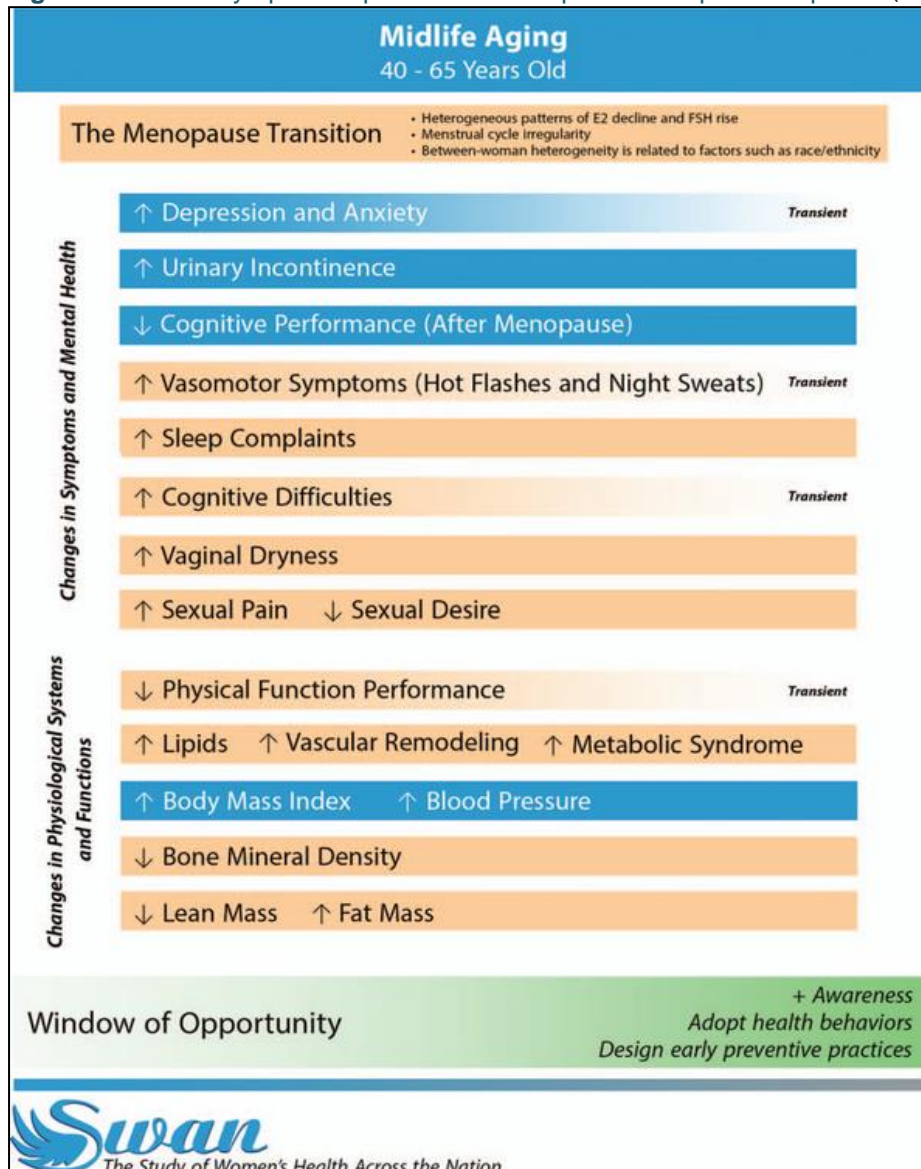 Midlife Aging
40 - 65 Years Old
The Menopause Transition
• Heterogeneous patterns of E2 decline and FSH rise
• Menstrual cycle irregularity
• Between-woman heterogeneity is related to factors such as race/ethnicity
Changes in Symptoms and Mental Health
↑ Depression and Anxiety Transient
↑ Urinary Incontinence
↓ Cognitive Performance (After Menopause)
↑ Vasomotor Symptoms (Hot Flashes and Night Sweats) Transient
↑ Sleep Complaints
↑ Cognitive Difficulties Transient
↑ Vaginal Dryness
↑ Sexual Pain ↓ Sexual Desire
Changes in Physiological Systems
and Functions
↓ Physical Function Performance Transient
↑ Lipids ↑ Vascular Remodeling ↑ Metabolic Syndrome
↑ Body Mass Index ↑ Blood Pressure
↓ Bone Mineral Density
↓ Lean Mass ↑ Fat Mass
Window of Opportunity
+ Awareness
Adopt health behaviors
Design early preventive practices
Swan
The Study of Women's Health Across the Nation